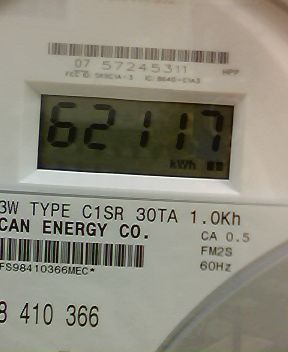 07 57245311
HPP
62117
kWh
3W TYPE C1SR 30TA 1.0Kh
CAN ENERGY CO.
CA 0.5
FM2S
60Hz
FS98410366MEC*
8 410 366